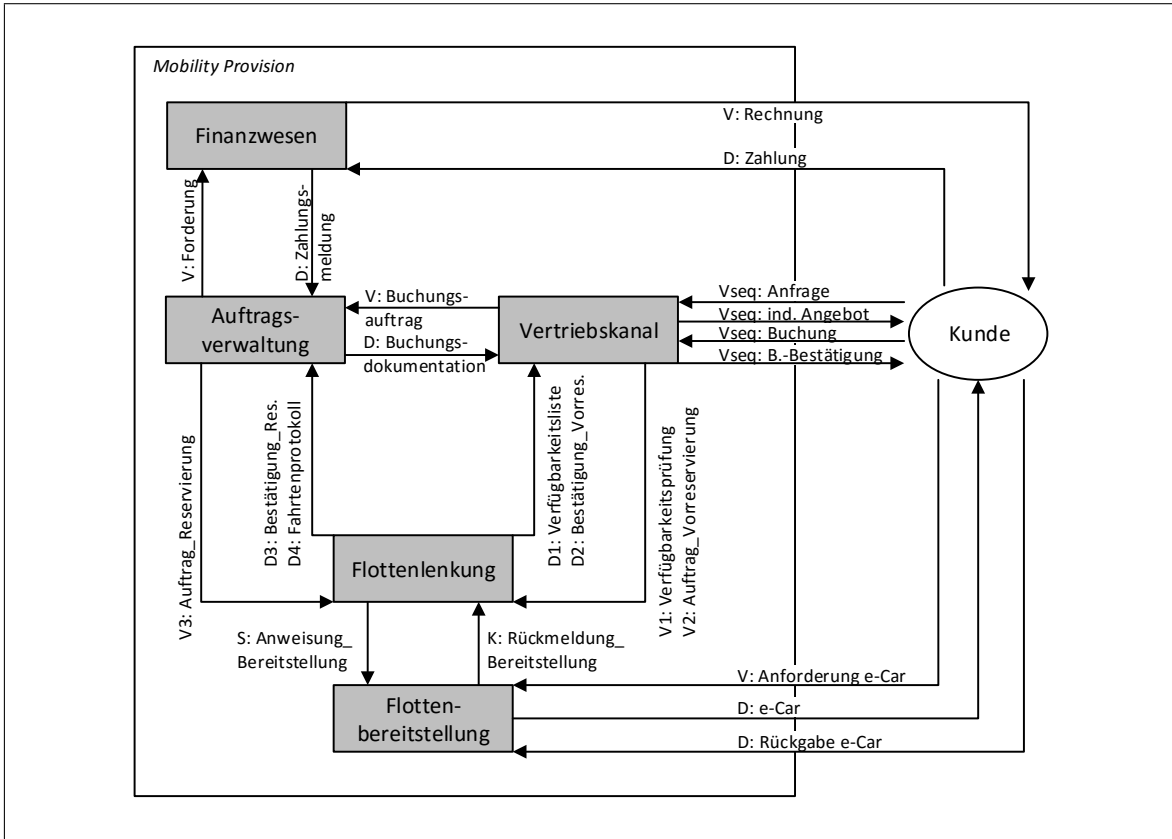 Mobility Provision
Finanzwesen
V: Rechnung
D: Zahlung
V: Forderung
D: Zahlungs-
meldung
Auftrags-
verwaltung
V: Buchungs-
auftrag
D: Buchungs-
dokumentation
Vertriebskanal
Vseq: Anfrage
Vseq: ind. Angebot
Vseq: Buchung
Vseq: B.-Bestätigung
Kunde
V3: Auftrag_Reservierung
D3: Bestätigung_Res.
D4: Fahrtenprotokoll
D1: Verfügbarkeitsliste
D2: Bestätigung_Vorres.
V1: Verfügbarkeitsprüfung
V2: Auftrag_Vorreservierung
Flottenlenkung
S: Anweisung_
Bereitstellung
K: Rückmeldung_
Bereitstellung
Flotten-
bereitstellung
V: Anforderung e-Car
D: e-Car
D: Rückgabe e-Car